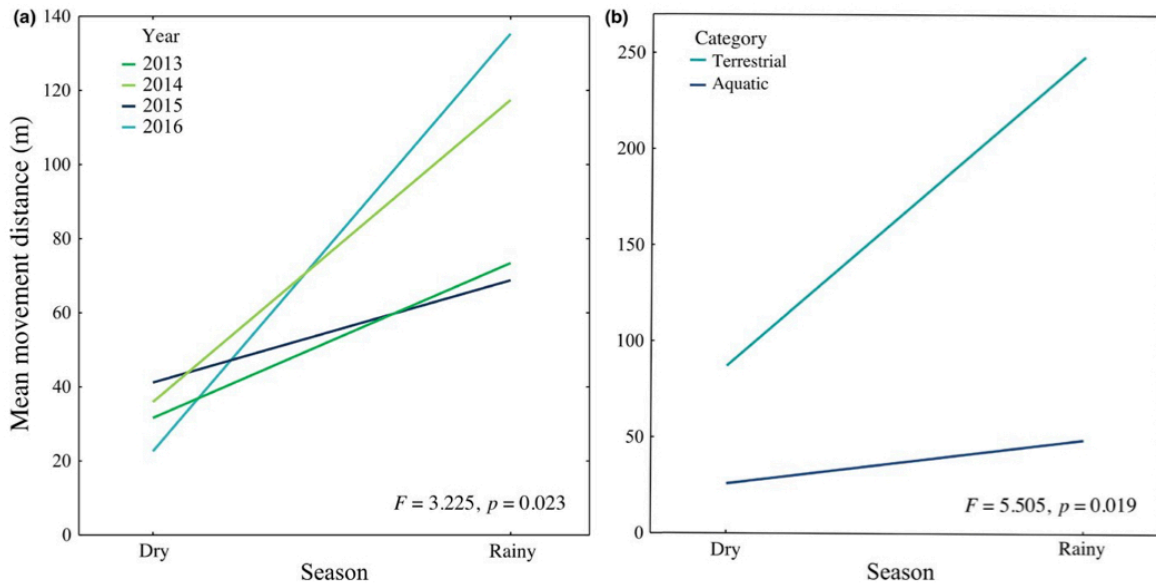 (a)
Mean movement distance (m)
140
120
100
80
60
40
20
0
Year
2013
2014
2015
2016
F = 3.225, p = 0.023
Dry
Rainy
Season
(b)
250
200
150
100
50
0
Category
Terrestrial
Aquatic
F = 5.505, p = 0.019
Dry
Rainy
Season